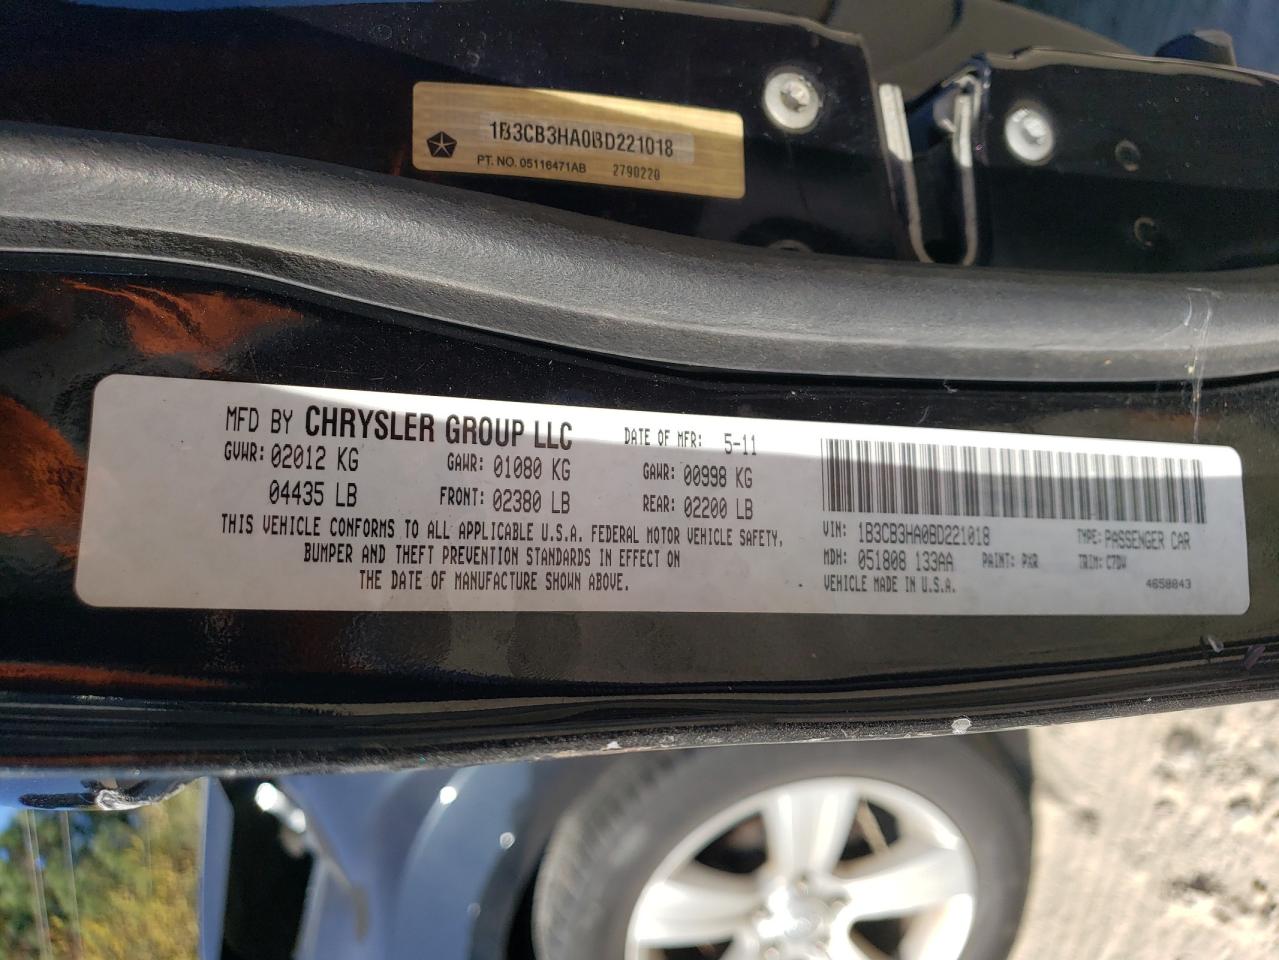 1B3CB3HA0BD221018
PT. NO. 05116471AB 2790220
MFD BY CHRYSLER GROUP LLC DATE OF MFR: 5-11
GVWR: 02012 KG GAWR: 01080 KG GAWR: 00998 KG
04435 LB FRONT: 02380 LB REAR: 02200 LB
THIS VEHICLE CONFORMS TO ALL APPLICABLE U.S.A. FEDERAL MOTOR VEHICLE SAFETY,
BUMPER AND THEFT PREVENTION STANDARDS IN EFFECT ON
THE DATE OF MANUFACTURE SHOWN ABOVE.
VIN: 1B3CB3HA0BD221018 TYPE: PASSENGER CAR
MDH: 051808 133AA PAINT: PXR TRIM: C7DV
VEHICLE MADE IN U.S.A. 4658843